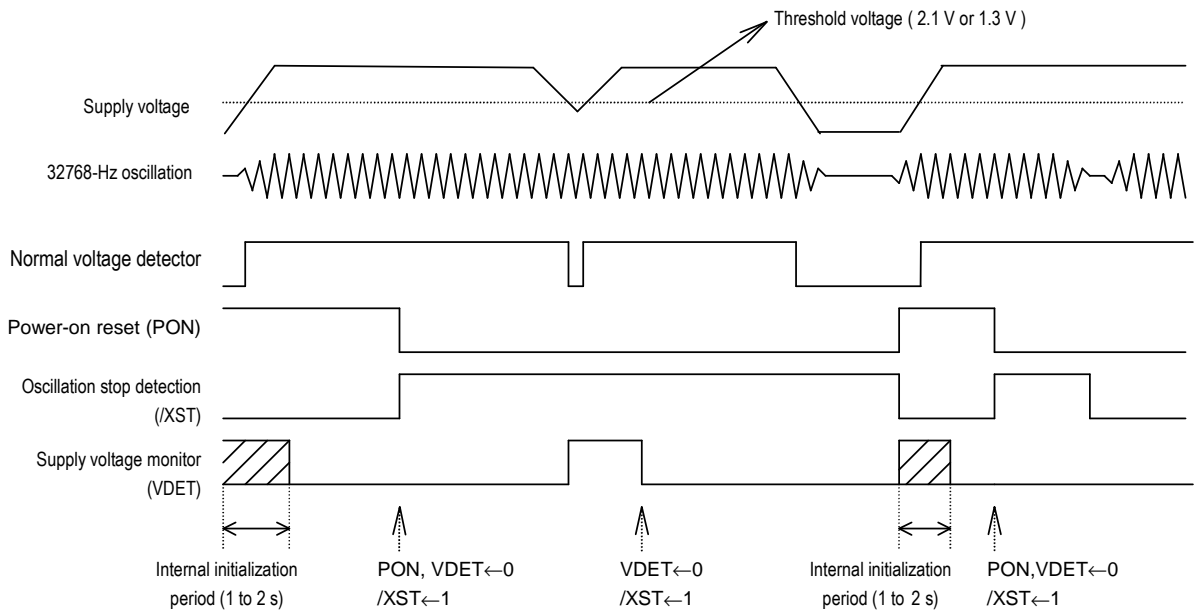 Threshold voltage ( 2.1 V or 1.3 V )
Supply voltage
32768-Hz oscillation
Normal voltage detector
Power-on reset (PON)
Oscillation stop detection
(/XST)
Supply voltage monitor
(VDET)
Internal initialization
period (1 to 2 s)
PON, VDET←0
/XST←1
VDET←0
/XST←1
Internal initialization
period (1 to 2 s)
PON,VDET←0
/XST←1